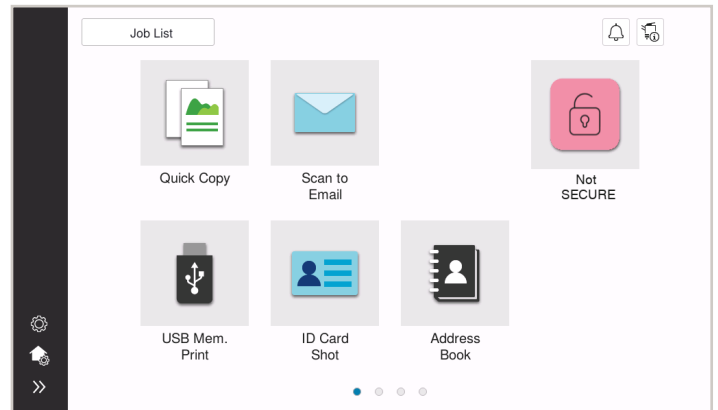 Job List
Quick Copy
Scan to
Email
Not
SECURE
USB Mem.
Print
ID Card
Shot
Address
Book